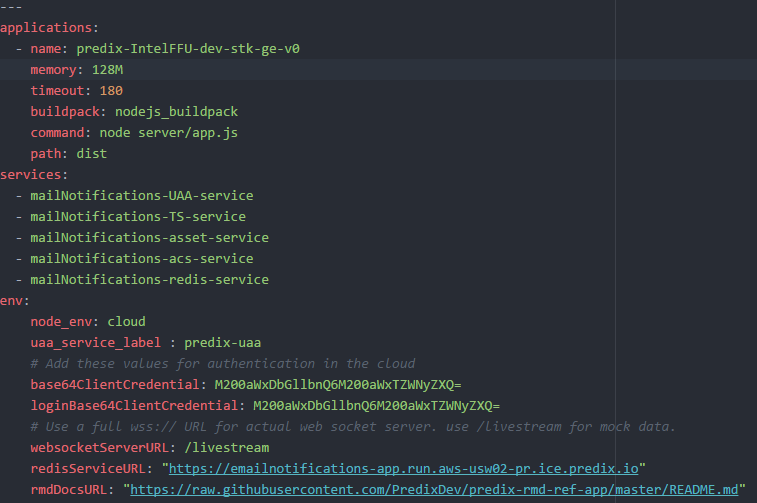 ---
applications:
  - name: predix-IntelFFU-dev-stk-ge-v0
    memory: 128M
    timeout: 180
    buildpack: nodejs_buildpack
    command: node server/app.js
    path: dist
services:
  - mailNotifications-UAA-service
  - mailNotifications-TS-service
  - mailNotifications-asset-service
  - mailNotifications-acs-service
  - mailNotifications-redis-service
env:
    node_env: cloud
    uaa_service_label : predix-uaa
    # Add these values for authentication in the cloud
    base64ClientCredential: M200aWxDbGllbnQ6M200aWxTZWNyZXQ=
    loginBase64ClientCredential: M200aWxDbGllbnQ6M200aWxTZWNyZXQ=
    # Use a full wss:// URL for actual web socket server. use /livestream for mock data.
    websocketServerURL: /livestream
    redisServiceURL: "https://emailnotifications-app.run.aws-usw02-pr.ice.predix.io"
    rmdDocsURL: "https://raw.githubusercontent.com/PredixDev/predix-rmd-ref-app/master/README.md"